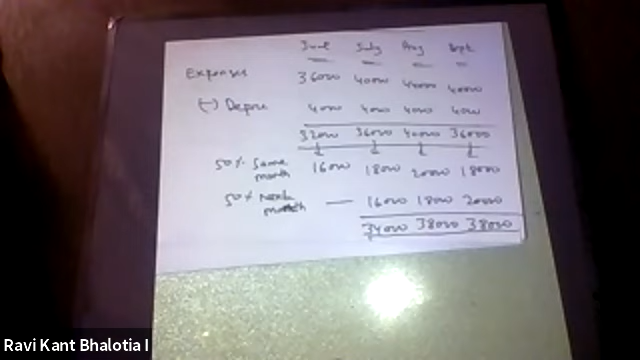 June July Aug Sept
Expenses 36000 40000 44000 40000
(-) Depre 4000 4000 4000 4000
32000 36000 40000 36000
50% Same month 16000 18000 20000 18000
50% Next month — 16000 18000 20000
34000 38000 38000
Ravi Kant Bhalotia I